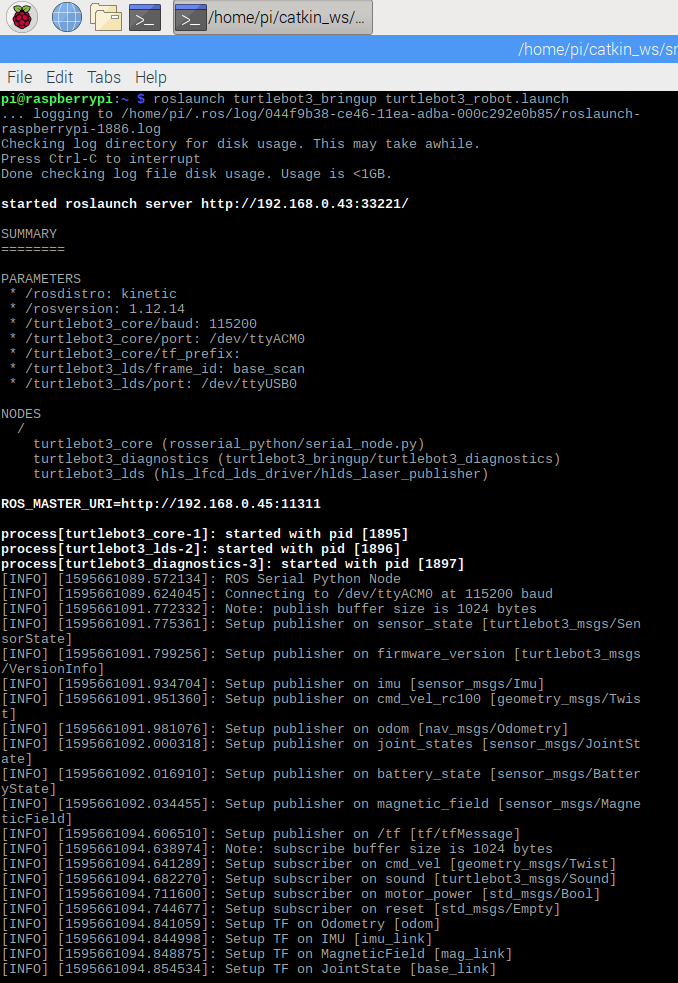 /home/pi/catkin_ws/...
/home/pi/catkin_ws/sr
File Edit Tabs Help
pi@raspberrypi:~ $ roslaunch turtlebot3_bringup turtlebot3_robot.launch
... logging to /home/pi/.ros/log/044f9b38-ce46-11ea-adba-000c292e0b85/roslaunch-
raspberrypi-1886.log
Checking log directory for disk usage. This may take awhile.
Press Ctrl-C to interrupt
Done checking log file disk usage. Usage is <1GB.

started roslaunch server http://192.168.0.43:33221/

SUMMARY
========

PARAMETERS
 * /rosdistro: kinetic
 * /rosversion: 1.12.14
 * /turtlebot3_core/baud: 115200
 * /turtlebot3_core/port: /dev/ttyACM0
 * /turtlebot3_core/tf_prefix:
 * /turtlebot3_lds/frame_id: base_scan
 * /turtlebot3_lds/port: /dev/ttyUSB0

NODES
  /
    turtlebot3_core (rosserial_python/serial_node.py)
    turtlebot3_diagnostics (turtlebot3_bringup/turtlebot3_diagnostics)
    turtlebot3_lds (hls_lfcd_lds_driver/hlds_laser_publisher)

ROS_MASTER_URI=http://192.168.0.45:11311

process[turtlebot3_core-1]: started with pid [1895]
process[turtlebot3_lds-2]: started with pid [1896]
process[turtlebot3_diagnostics-3]: started with pid [1897]
[INFO] [1595661089.572134]: ROS Serial Python Node
[INFO] [1595661089.624045]: Connecting to /dev/ttyACM0 at 115200 baud
[INFO] [1595661091.772332]: Note: publish buffer size is 1024 bytes
[INFO] [1595661091.775361]: Setup publisher on sensor_state [turtlebot3_msgs/Sen
sorState]
[INFO] [1595661091.799256]: Setup publisher on firmware_version [turtlebot3_msgs
/VersionInfo]
[INFO] [1595661091.934704]: Setup publisher on imu [sensor_msgs/Imu]
[INFO] [1595661091.951360]: Setup publisher on cmd_vel_rc100 [geometry_msgs/Twis
t]
[INFO] [1595661091.981076]: Setup publisher on odom [nav_msgs/Odometry]
[INFO] [1595661092.000318]: Setup publisher on joint_states [sensor_msgs/JointSt
ate]
[INFO] [1595661092.016910]: Setup publisher on battery_state [sensor_msgs/Batter
yState]
[INFO] [1595661092.034455]: Setup publisher on magnetic_field [sensor_msgs/Magne
ticField]
[INFO] [1595661094.606510]: Setup publisher on /tf [tf/tfMessage]
[INFO] [1595661094.638974]: Note: subscribe buffer size is 1024 bytes
[INFO] [1595661094.641289]: Setup subscriber on cmd_vel [geometry_msgs/Twist]
[INFO] [1595661094.682270]: Setup subscriber on sound [turtlebot3_msgs/Sound]
[INFO] [1595661094.711600]: Setup subscriber on motor_power [std_msgs/Bool]
[INFO] [1595661094.744677]: Setup subscriber on reset [std_msgs/Empty]
[INFO] [1595661094.841059]: Setup TF on Odometry [odom]
[INFO] [1595661094.844998]: Setup TF on IMU [imu_link]
[INFO] [1595661094.848875]: Setup TF on MagneticField [mag_link]
[INFO] [1595661094.854534]: Setup TF on JointState [base_link]